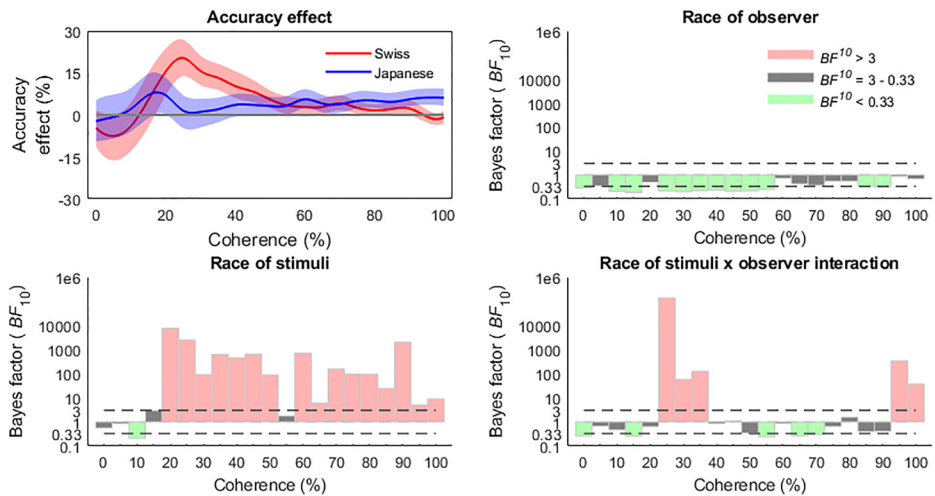 Accuracy effect
30
15
0
-15
-30
Accuracy
effect (%)
Swiss
Japanese
0 20 40 60 80 100
Coherence (%)
Race of observer
1e6
10000
1000
100
10
3
1
0.33
0.1
Bayes factor ( BF10)
BF10 > 3
BF10 = 3 - 0.33
BF10 < 0.33
0 10 20 30 40 50 60 70 80 90 100
Coherence (%)
Race of stimuli
1e6
10000
1000
100
10
3
1
0.33
0.1
Bayes factor ( BF10)
0 10 20 30 40 50 60 70 80 90 100
Coherence (%)
Race of stimuli x observer interaction
1e6
10000
1000
100
10
3
1
0.33
0.1
Bayes factor ( BF10)
0 10 20 30 40 50 60 70 80 90 100
Coherence (%)